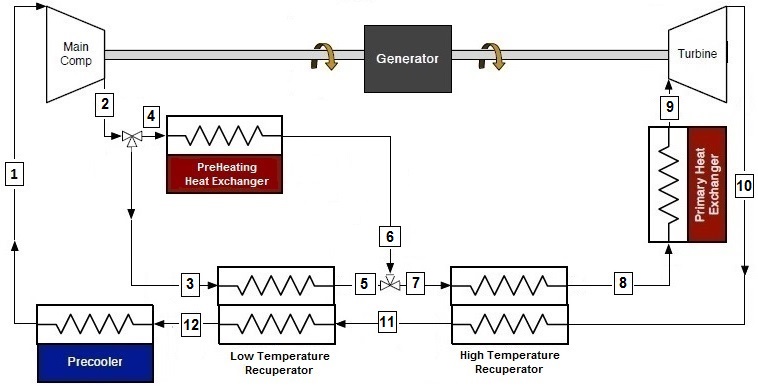 Main
Comp
Generator
Turbine
2
4
9
PreHeating
Heat Exchanger
1
Primary Heat
Exchanger
10
6
3
5
7
8
12
11
Precooler
Low Temperature
Recuperator
High Temperature
Recuperator